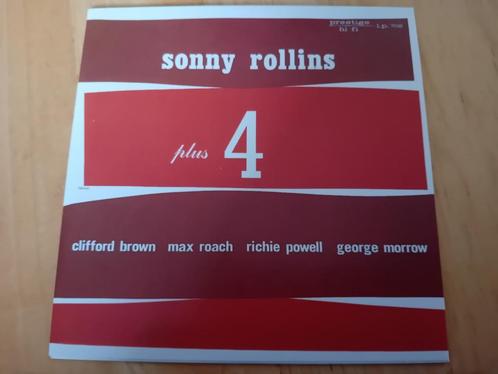 prestige
hi fi
l.p. 7038
sonny rollins
plus 4
clifford brown max roach richie powell george morrow